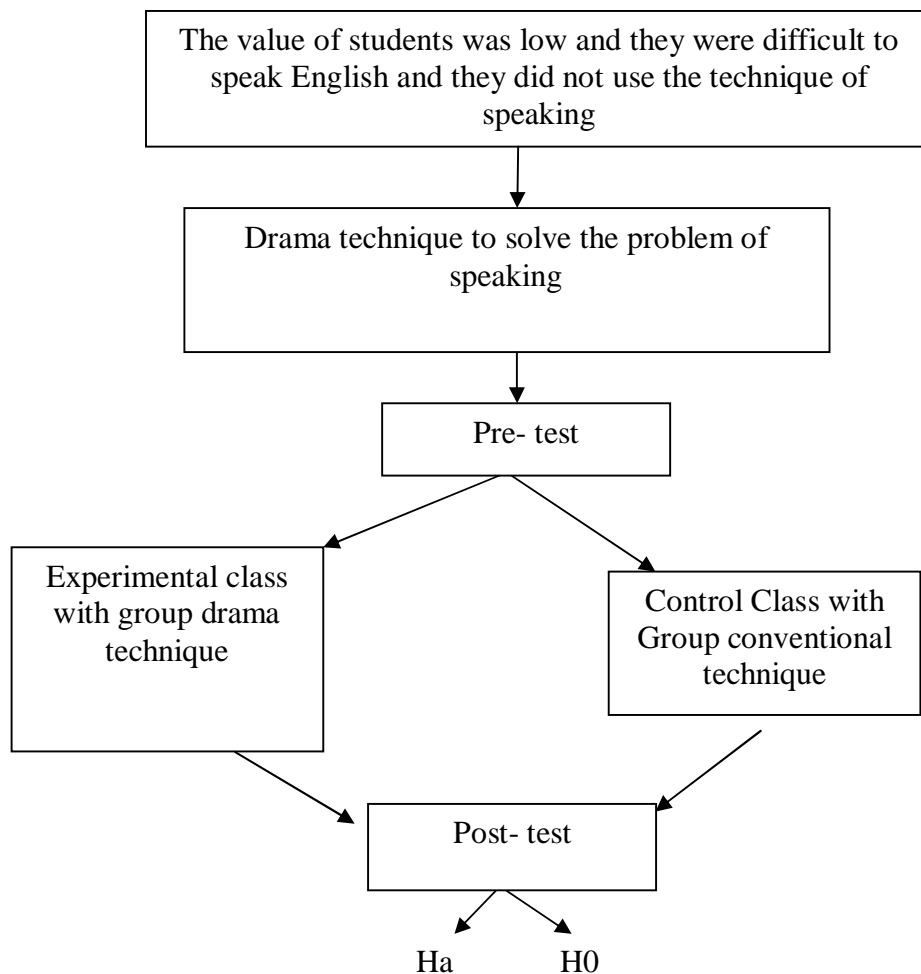 The value of students was low and they were difficult to
speak English and they did not use the technique of
speaking
Drama technique to solve the problem of
speaking
Pre- test
Experimental class
with group drama
technique
Control Class with
Group conventional
technique
Post- test
Ha
H0